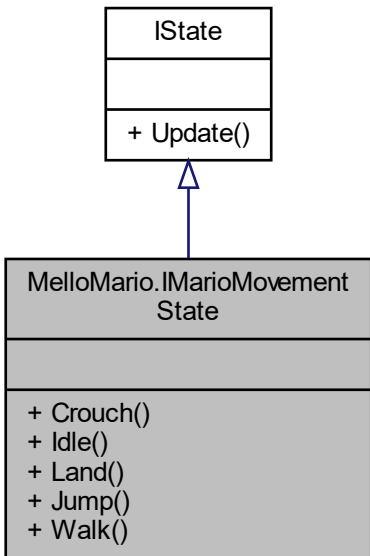 IState
+ Update()
MelloMario.IMarioMovement
State
+ Crouch()
+ Idle()
+ Land()
+ Jump()
+ Walk()